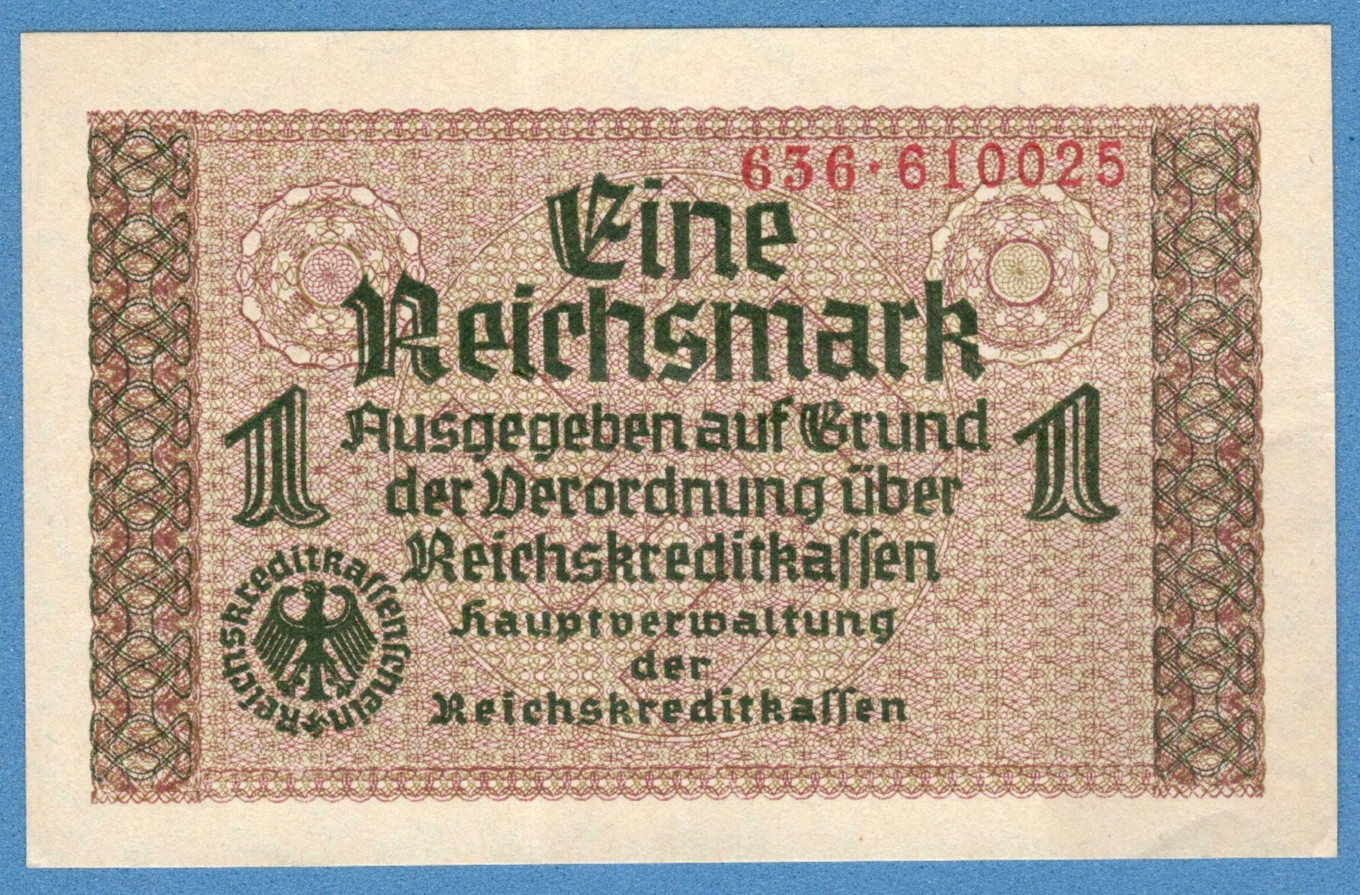 636·610025
Eine
Reichsmark
1 1
Ausgegeben auf Grund
der Verordnung über
Reichskreditkaſſen
Hauptverwaltung
der
Reichskreditkaſſen
Reichskreditkaſſenſchein